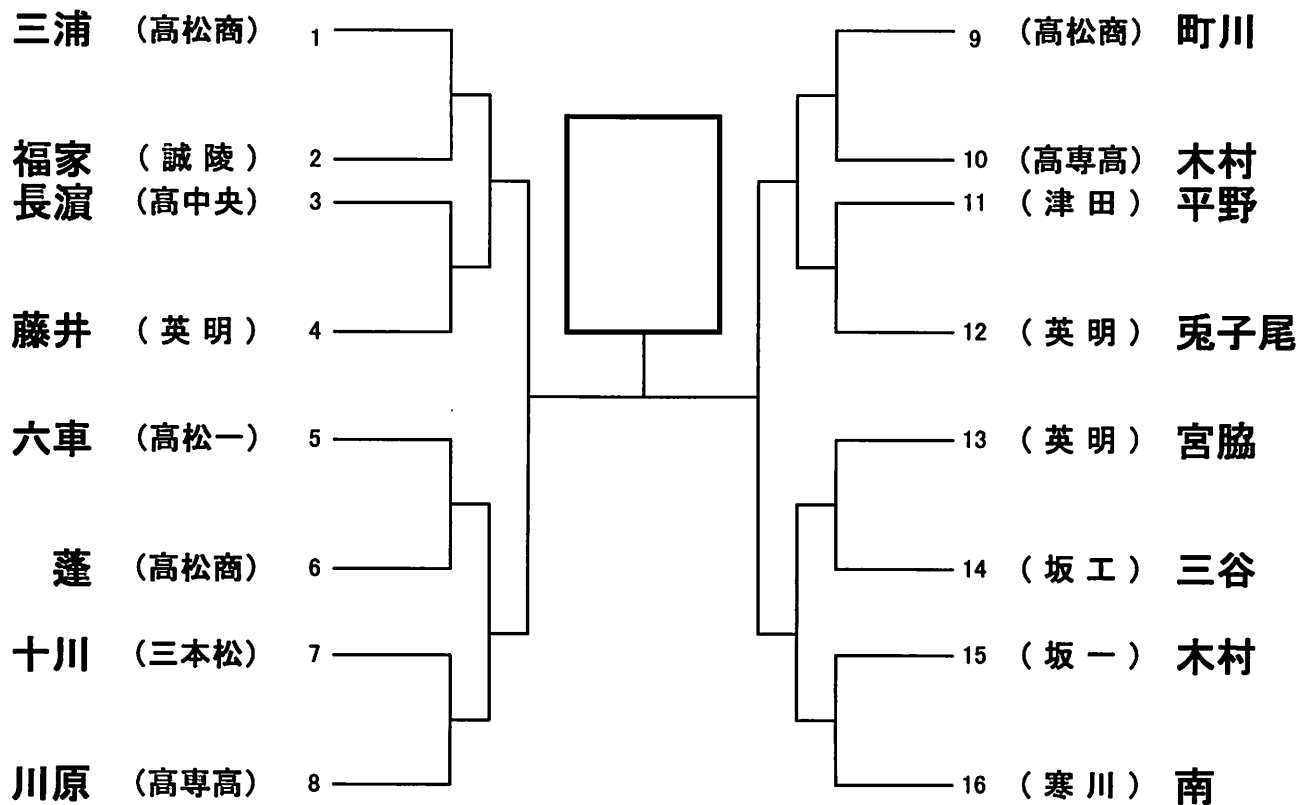 三浦 (高松商) 1
福家 (誠陵) 2
長濵 (高中央) 3
藤井 (英明) 4
六車 (高松一) 5
蓬 (高松商) 6
十川 (三本松) 7
川原 (高専高) 8
9 (高松商) 町川
10 (高専高) 木村
11 (津田) 平野
12 (英明) 兎子尾
13 (英明) 宮脇
14 (坂工) 三谷
15 (坂一) 木村
16 (寒川) 南